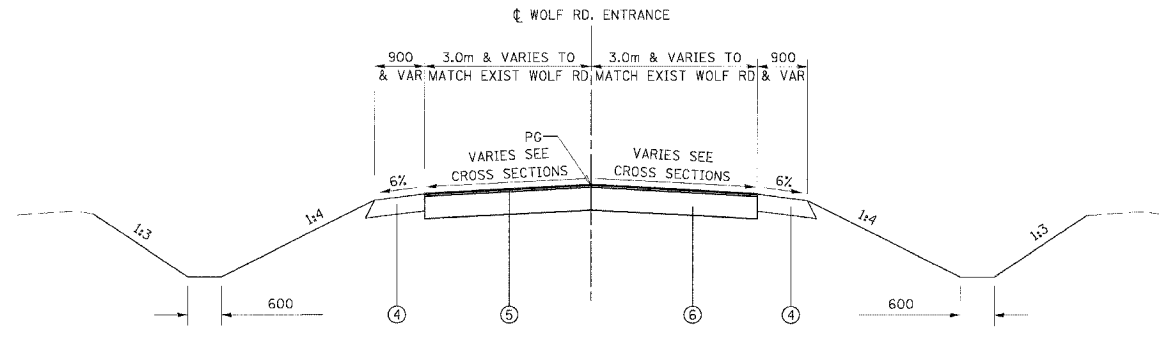 ℄ WOLF RD. ENTRANCE
900 3.0m & VARIES TO 3.0m & VARIES TO 900
& VAR MATCH EXIST WOLF RD MATCH EXIST WOLF RD & VAR
PG
VARIES SEE VARIES SEE
6% CROSS SECTIONS CROSS SECTIONS 6%
1:3 1:4 1:4 1:3
600 4 5 6 4 600